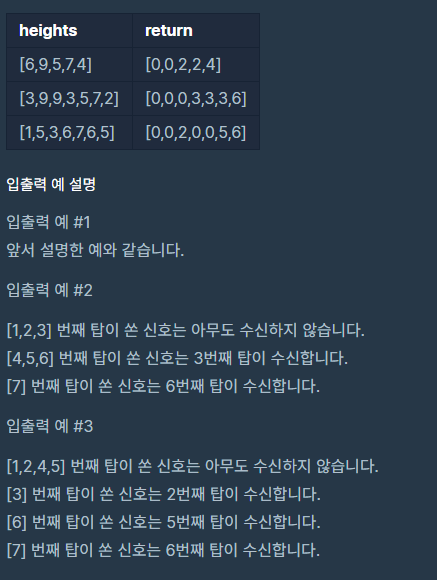 heights return
[6,9,5,7,4] [0,0,2,2,4]
[3,9,9,3,5,7,2] [0,0,0,3,3,3,6]
[1,5,3,6,7,6,5] [0,0,2,0,0,5,6]
입출력 예 설명
입출력 예 #1
앞서 설명한 예와 같습니다.
입출력 예 #2
[1,2,3] 번째 탑이 쏜 신호는 아무도 수신하지 않습니다.
[4,5,6] 번째 탑이 쏜 신호는 3번째 탑이 수신합니다.
[7] 번째 탑이 쏜 신호는 6번째 탑이 수신합니다.
입출력 예 #3
[1,2,4,5] 번째 탑이 쏜 신호는 아무도 수신하지 않습니다.
[3] 번째 탑이 쏜 신호는 2번째 탑이 수신합니다.
[6] 번째 탑이 쏜 신호는 5번째 탑이 수신합니다.
[7] 번째 탑이 쏜 신호는 6번째 탑이 수신합니다.